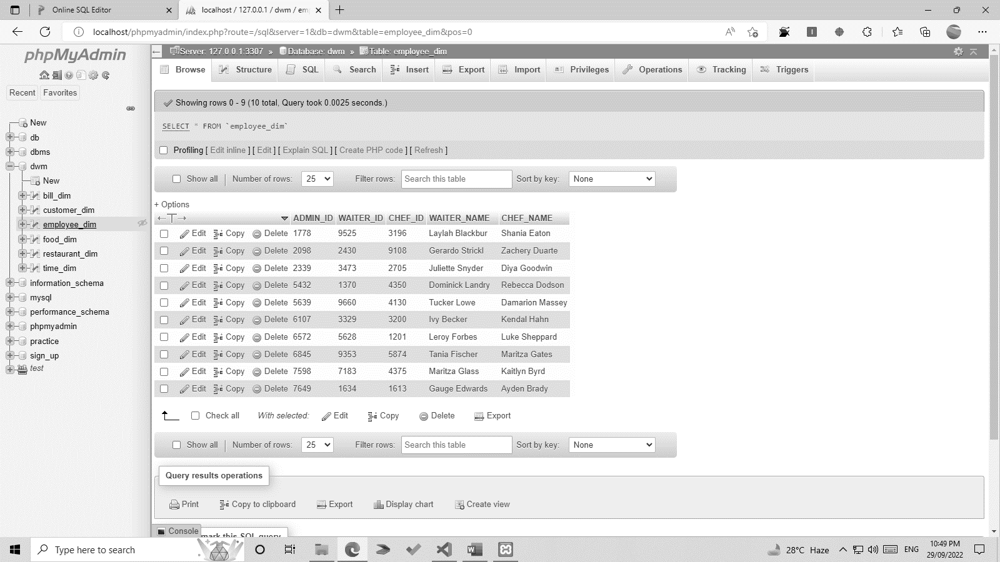 Online SQL Editor
localhost / 127.0.0.1 / dwm / em
localhost/phpmyadmin/index.php?route=/sql&server=1&db=dwm&table=employee_dim&pos=0
phpMyAdmin
Recent Favorites
New
db
dbms
dwm
New
bill_dim
customer_dim
employee_dim
food_dim
restaurant_dim
time_dim
information_schema
mysql
performance_schema
phpmyadmin
practice
sign_up
test
Server: 127.0.0.1:3307 » Database: dwm » Table: employee_dim
Browse Structure SQL Search Insert Export Import Privileges Operations Tracking Triggers
Showing rows 0 - 9 (10 total, Query took 0.0025 seconds.)
SELECT * FROM `employee_dim`
Profiling [ Edit inline ] [ Edit ] [ Explain SQL ] [ Create PHP code ] [ Refresh ]
Show all | Number of rows: 25 Filter rows: Search this table Sort by key: None
+ Options
←T→ ADMIN_ID WAITER_ID CHEF_ID WAITER_NAME CHEF_NAME
Edit Copy Delete 1778 9525 3196 Laylah Blackbur Shania Eaton
Edit Copy Delete 2098 2430 9108 Gerardo Strickl Zachery Duarte
Edit Copy Delete 2339 3473 2705 Juliette Snyder Diya Goodwin
Edit Copy Delete 5432 1370 4350 Dominick Landry Rebecca Dodson
Edit Copy Delete 5639 9660 4130 Tucker Lowe Damarion Massey
Edit Copy Delete 6107 3329 3200 Ivy Becker Kendal Hahn
Edit Copy Delete 6572 5628 1201 Leroy Forbes Luke Sheppard
Edit Copy Delete 6845 9353 5874 Tania Fischer Maritza Gates
Edit Copy Delete 7598 7183 4375 Maritza Glass Kaitlyn Byrd
Edit Copy Delete 7649 1634 1613 Gauge Edwards Ayden Brady
Check all With selected: Edit Copy Delete Export
Show all | Number of rows: 25 Filter rows: Search this table Sort by key: None
Query results operations
Print Copy to clipboard Export Display chart Create view
Console
mark this SQL query
Type here to search
28°C Haze
ENG
10:49 PM
29/09/2022